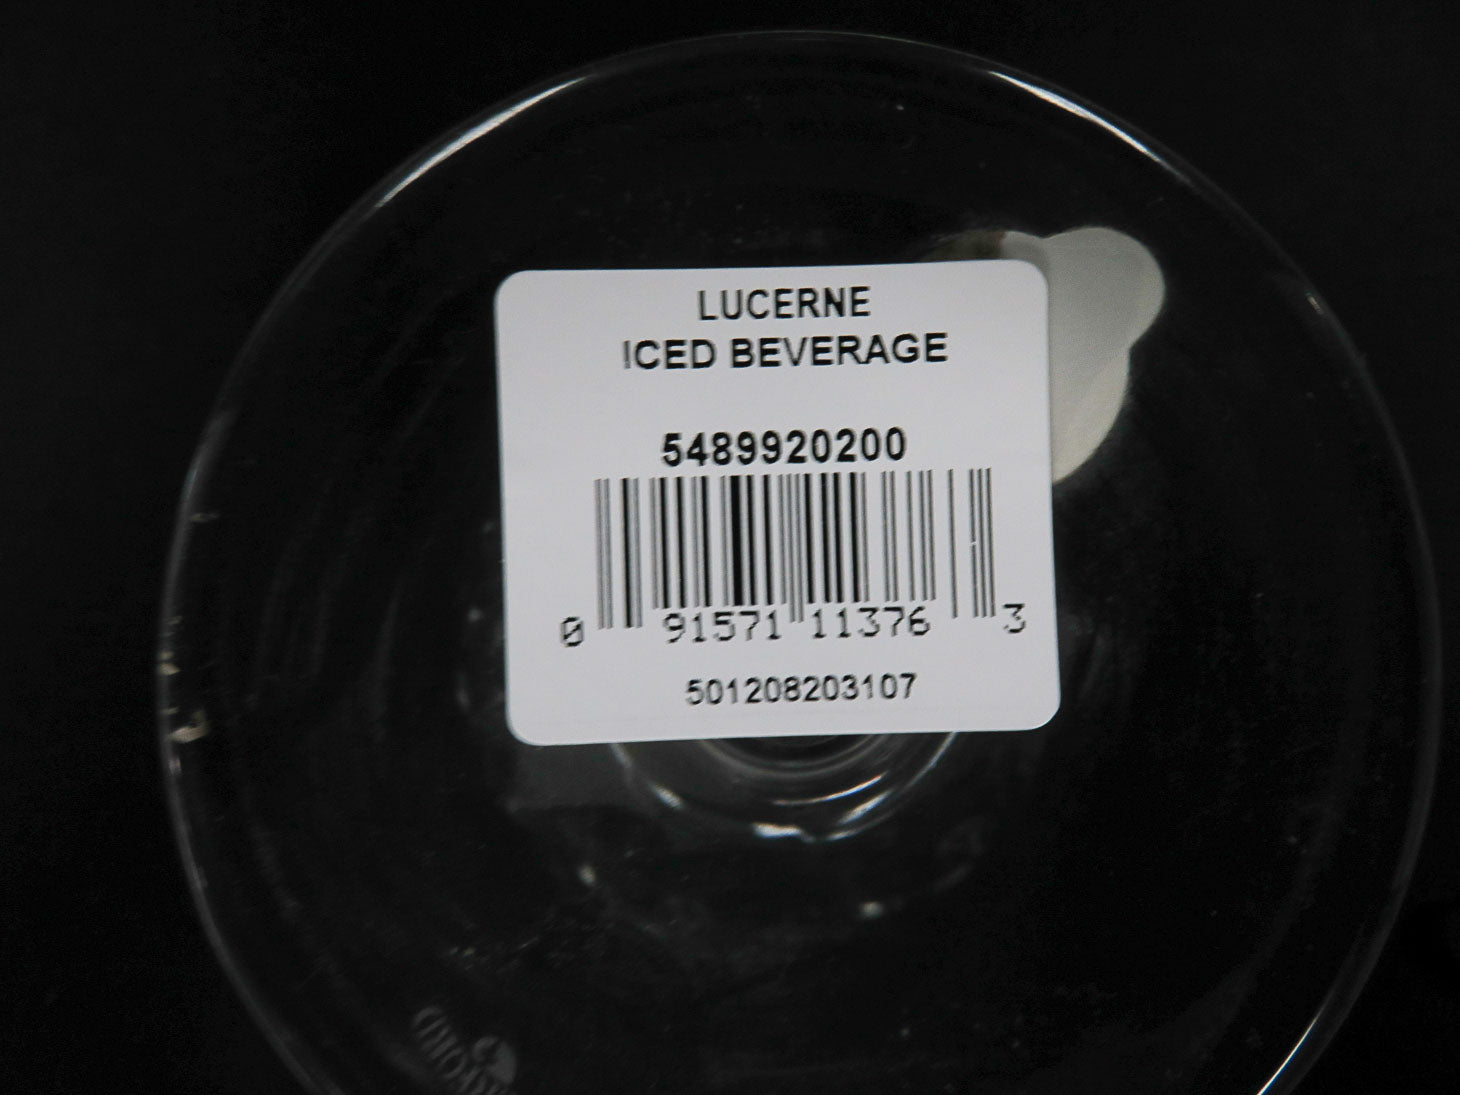 LUCERNE
ICED BEVERAGE
5489920200
0 91571 11376 3
501208203107